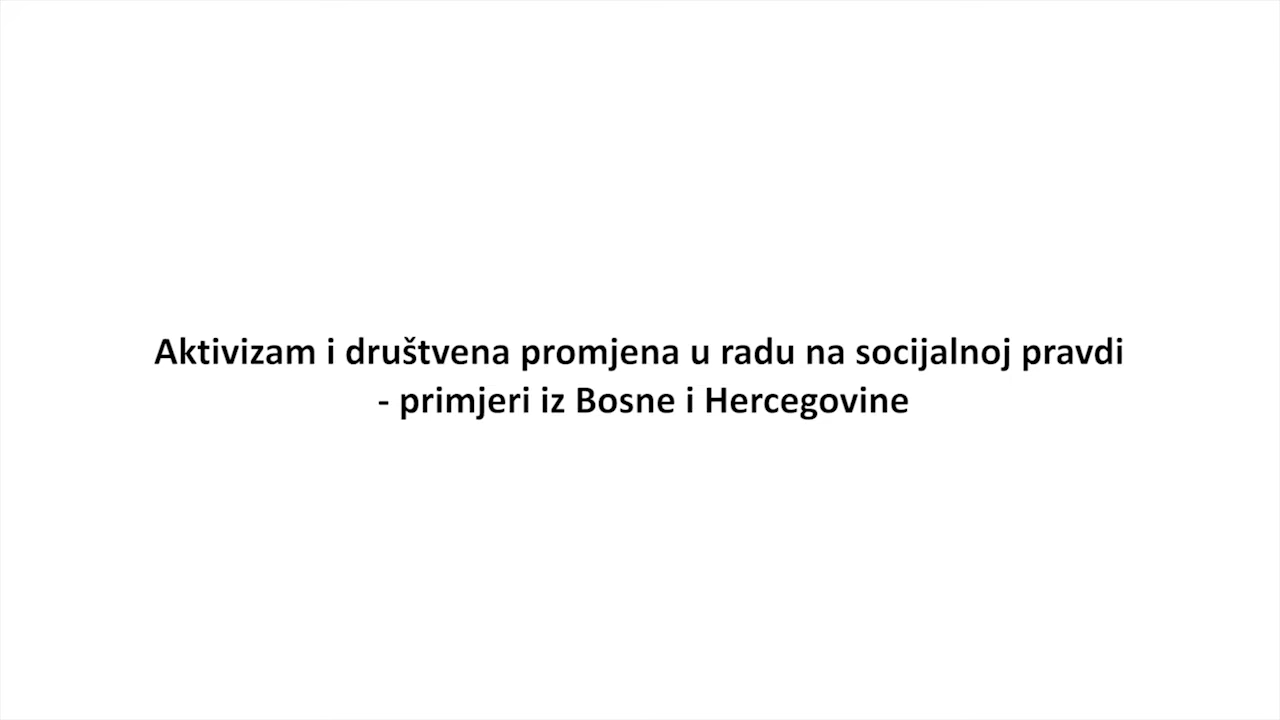 Aktivizam i društvena promjena u radu na socijalnoj pravdi
- primjeri iz Bosne i Hercegovine